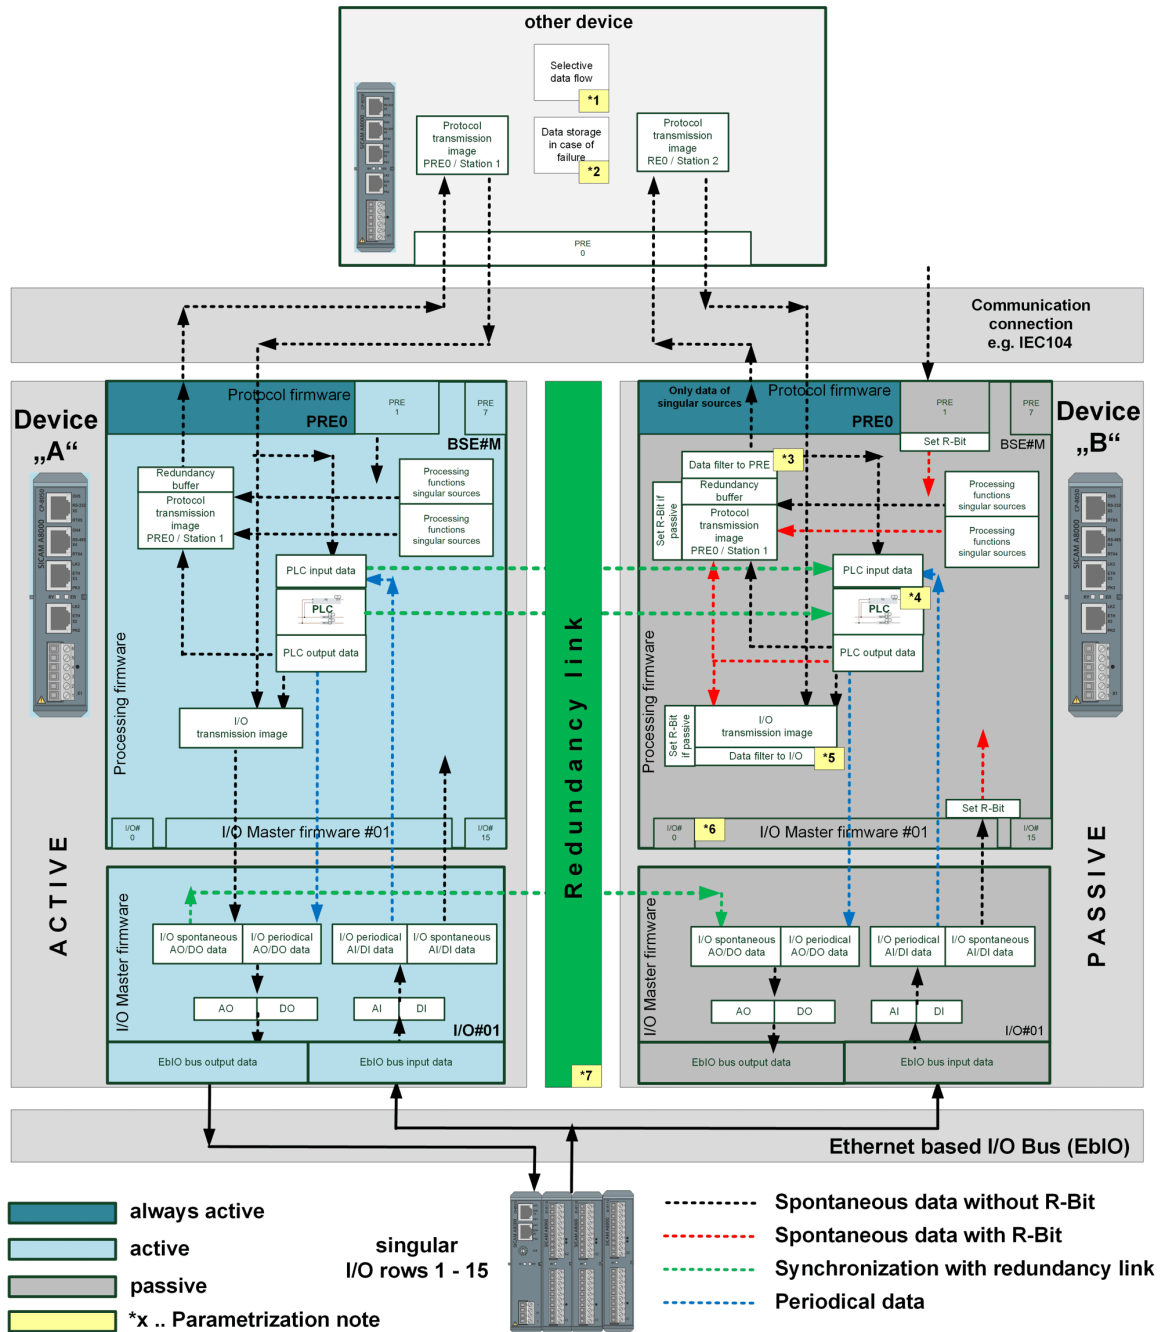 other device
Selective
data flow
*1
Protocol
transmission
image
PRE0 / Station 1
Data storage
in case of
failure
*2
Protocol
transmission
image
RE0 / Station 2
SICAM A8000
PRE
0
Communication
connection
e.g. IEC104
Device
„A“
ACTIVE
Protocol firmware
PRE0
PRE
1
PRE
7
BSE#M
Redundancy
buffer
Protocol
transmission
image
PRE0 / Station 1
Processing
functions
singular sources
Processing
functions
singular sources
PLC input data
PLC
PLC output data
I/O
transmission image
Processing firmware
I/O#
0
I/O Master firmware #01
I/O#
15
I/O Master firmware
I/O spontaneous
AO/DO data
I/O periodical
AO/DO data
I/O periodical
AI/DI data
I/O spontaneous
AI/DI data
AO
DO
AI
DI
I/O#01
EbIO bus output data
EbIO bus input data
CP-8050
SICAM A8000
Redundancy link
*7
Device
„B“
PASSIVE
Only data of
singular sources
Protocol firmware
PRE0
PRE
1
PRE
7
Set R-Bit
BSE#M
Data filter to PRE
*3
Redundancy
buffer
Protocol
transmission
image
PRE0 / Station 1
Set R-Bit if
passive
Processing
functions
singular sources
Processing
functions
singular sources
PLC input data
PLC
*4
PLC output data
Set R-Bit
if passive
I/O
transmission image
Data filter to I/O
*5
Processing firmware
Set R-Bit
I/O#
0
*6
I/O Master firmware #01
I/O#
15
I/O Master firmware
I/O spontaneous
AO/DO data
I/O periodical
AO/DO data
I/O periodical
AI/DI data
I/O spontaneous
AI/DI data
AO
DO
AI
DI
I/O#01
EbIO bus output data
EbIO bus input data
CP-8050
SICAM A8000
Ethernet based I/O Bus (EbIO)
always active
active
passive
*x .. Parametrization note
singular
I/O rows 1 - 15
Spontaneous data without R-Bit
Spontaneous data with R-Bit
Synchronization with redundancy link
Periodical data